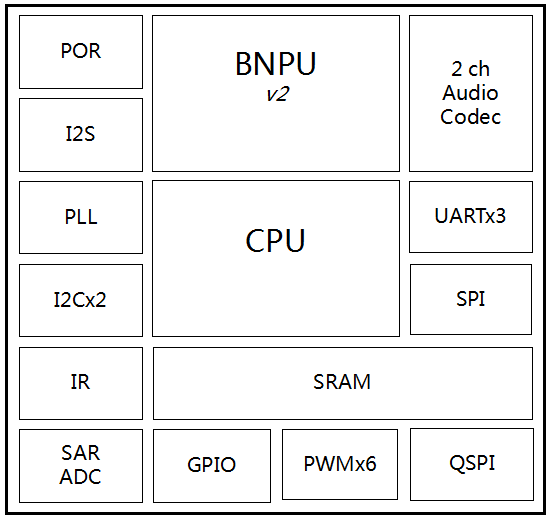 POR
BNPU
v2
2 ch
Audio
Codec
I2S
PLL
CPU
UARTx3
I2Cx2
SPI
IR
SRAM
SAR
ADC
GPIO
PWMx6
QSPI